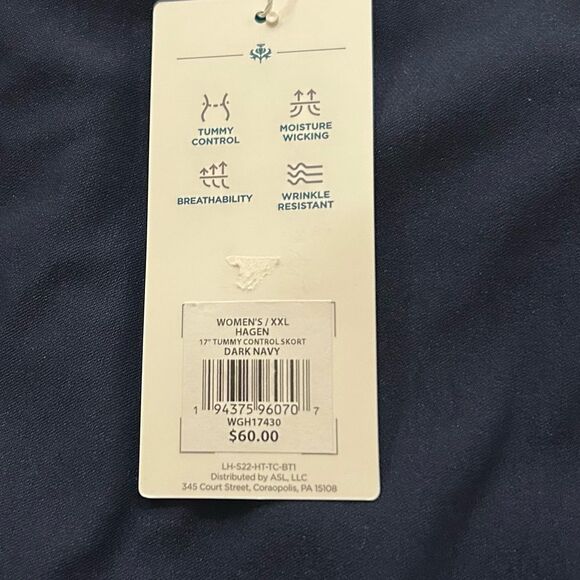 TUMMY
CONTROL
MOISTURE
WICKING
BREATHABILITY
WRINKLE
RESISTANT
WOMEN'S / XXL
HAGEN
17" TUMMY CONTROL SKORT
DARK NAVY
1 94375 96070 7
WGH17430
$60.00
LH-S22-HT-TC-BT1
Distributed by ASL, LLC
345 Court Street, Coraopolis, PA 15108